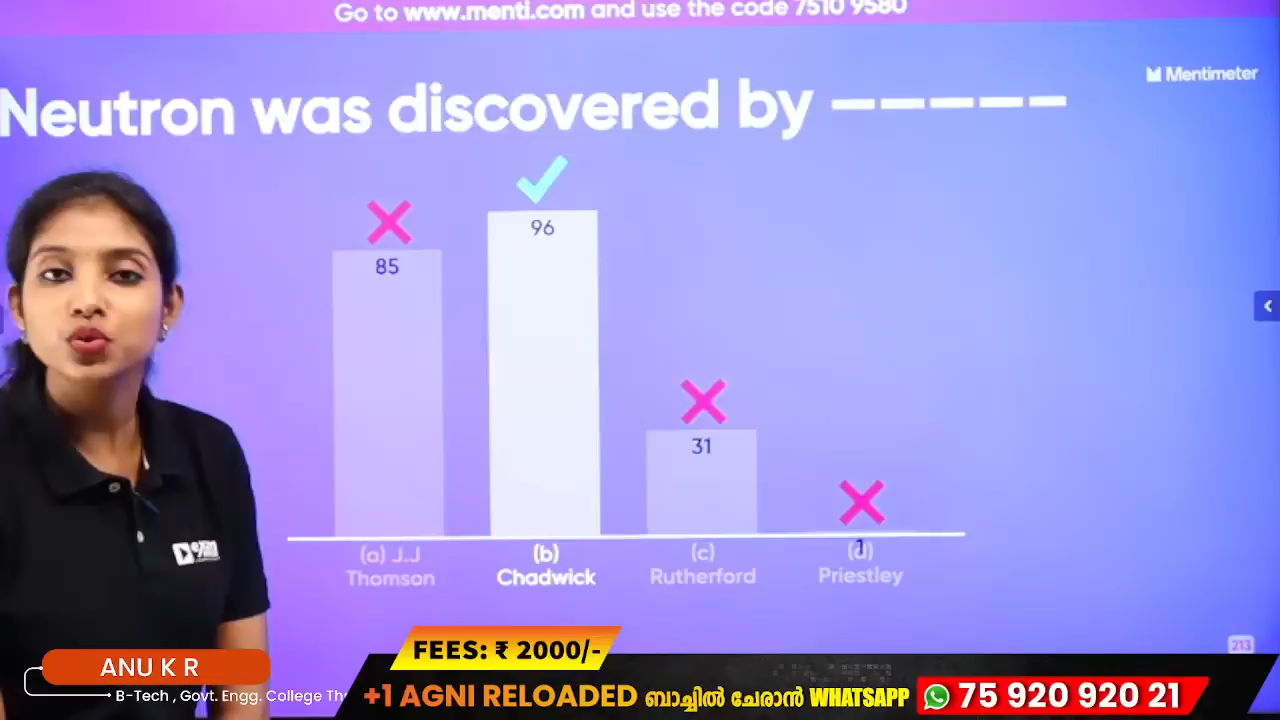 Go to www.menti.com and use the code 7510 9580
Mentimeter
Neutron was discovered by -----
85
96
31
1
(a) J.J Thomson
(b) Chadwick
(c) Rutherford
(d) Priestley
213
ANU K R
B-Tech , Govt. Engg. College Th
FEES: ₹ 2000/-
+1 AGNI RELOADED ബാച്ചിൽ ചേരാൻ WHATSAPP 75 920 920 21